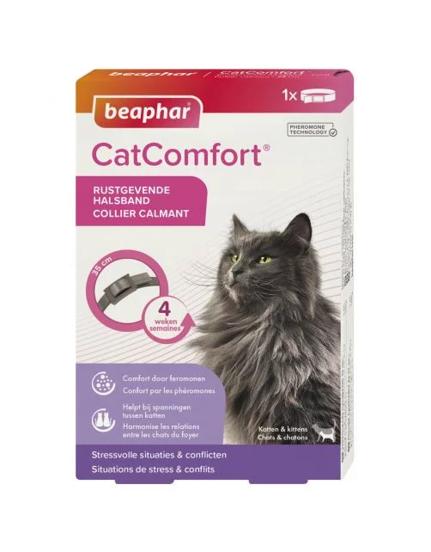 beaphar CatComfort®
beaphar
1x
PHEROMONE
TECHNOLOGY
CatComfort®
RUSTGEVENDE
HALSBAND
COLLIER CALMANT
35 cm
4
weken
semaines
Comfort door feromonen
Confort par les phéromones
Helpt bij spanningen
tussen katten
Harmonise les relations
entre les chats du foyer
Katten & kittens
Chats & chatons
Stressvolle situaties & conflicten
Situations de stress & conflits